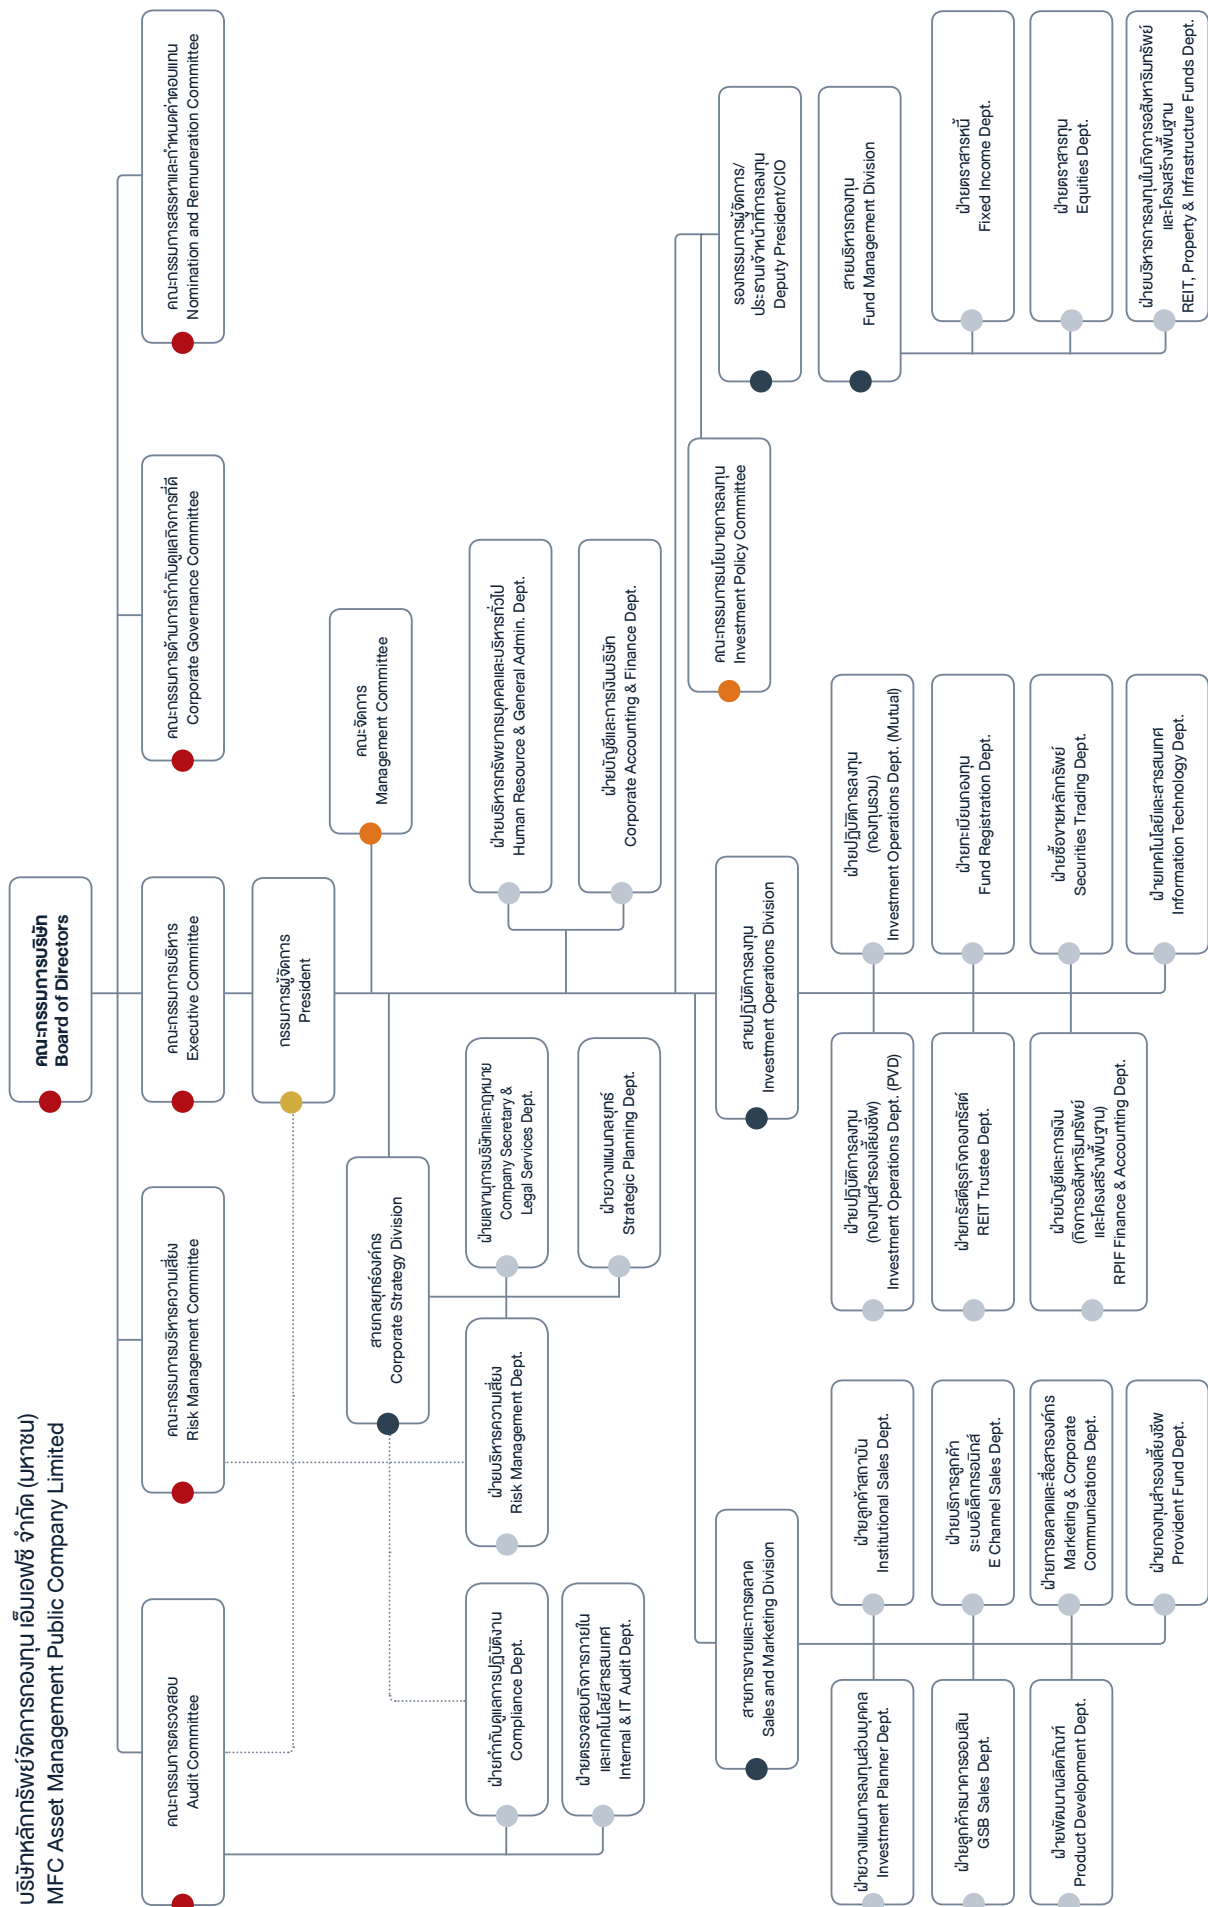 บริษัทหลักทรัพย์จัดการกองทุน เอ็มเอฟซี จำกัด (มหาชน)
MFC Asset Management Public Company Limited
คณะกรรมการบริษัท
Board of Directors
คณะกรรมการตรวจสอบ
Audit Committee
คณะกรรมการบริหารความเสี่ยง
Risk Management Committee
คณะกรรมการบริหาร
Executive Committee
คณะกรรมการด้านการกำกับดูแลกิจการที่ดี
Corporate Governance Committee
คณะกรรมการสรรหาและกำหนดค่าตอบแทน
Nomination and Remuneration Committee
กรรมการผู้จัดการ
President
คณะจัดการ
Management Committee
สายกลยุทธ์องค์กร
Corporate Strategy Division
ฝ่ายกำกับดูแลการปฏิบัติงาน
Compliance Dept.
ฝ่ายตรวจสอบกิจการภายใน
และเทคโนโลยีสารสนเทศ
Internal & IT Audit Dept.
ฝ่ายบริหารความเสี่ยง
Risk Management Dept.
ฝ่ายเลขานุการบริษัทและกฎหมาย
Company Secretary &
Legal Services Dept.
ฝ่ายวางแผนกลยุทธ์
Strategic Planning Dept.
ฝ่ายบริหารทรัพยากรบุคคลและบริหารทั่วไป
Human Resource & General Admin. Dept.
ฝ่ายบัญชีและการเงินบริษัท
Corporate Accounting & Finance Dept.
คณะกรรมการนโยบายการลงทุน
Investment Policy Committee
รองกรรมการผู้จัดการ/
ประธานเจ้าหน้าที่การลงทุน
Deputy President/CIO
สายการขายและการตลาด
Sales and Marketing Division
สายปฏิบัติการลงทุน
Investment Operations Division
สายบริหารกองทุน
Fund Management Division
ฝ่ายวางแผนการลงทุนส่วนบุคคล
Investment Planner Dept.
ฝ่ายลูกค้าสถาบัน
Institutional Sales Dept.
ฝ่ายลูกค้าธนาคารออมสิน
GSB Sales Dept.
ฝ่ายบริการลูกค้า
ระบบอิเล็กทรอนิกส์
E Channel Sales Dept.
ฝ่ายพัฒนาผลิตภัณฑ์
Product Development Dept.
ฝ่ายการตลาดและสื่อสารองค์กร
Marketing & Corporate
Communications Dept.
ฝ่ายกองทุนสำรองเลี้ยงชีพ
Provident Fund Dept.
ฝ่ายปฏิบัติการลงทุน
(กองทุนสำรองเลี้ยงชีพ)
Investment Operations Dept. (PVD)
ฝ่ายปฏิบัติการลงทุน
(กองทุนรวม)
Investment Operations Dept. (Mutual)
ฝ่ายทรัสตีธุรกิจกองทรัสต์
REIT Trustee Dept.
ฝ่ายทะเบียนกองทุน
Fund Registration Dept.
ฝ่ายบัญชีและการเงิน
(กิจการอสังหาริมทรัพย์
และโครงสร้างพื้นฐาน)
RPIF Finance & Accounting Dept.
ฝ่ายซื้อขายหลักทรัพย์
Securities Trading Dept.
ฝ่ายเทคโนโลยีและสารสนเทศ
Information Technology Dept.
ฝ่ายตราสารหนี้
Fixed Income Dept.
ฝ่ายตราสารทุน
Equities Dept.
ฝ่ายบริหารการลงทุนในกิจการอสังหาริมทรัพย์
และโครงสร้างพื้นฐาน
REIT, Property & Infrastructure Funds Dept.